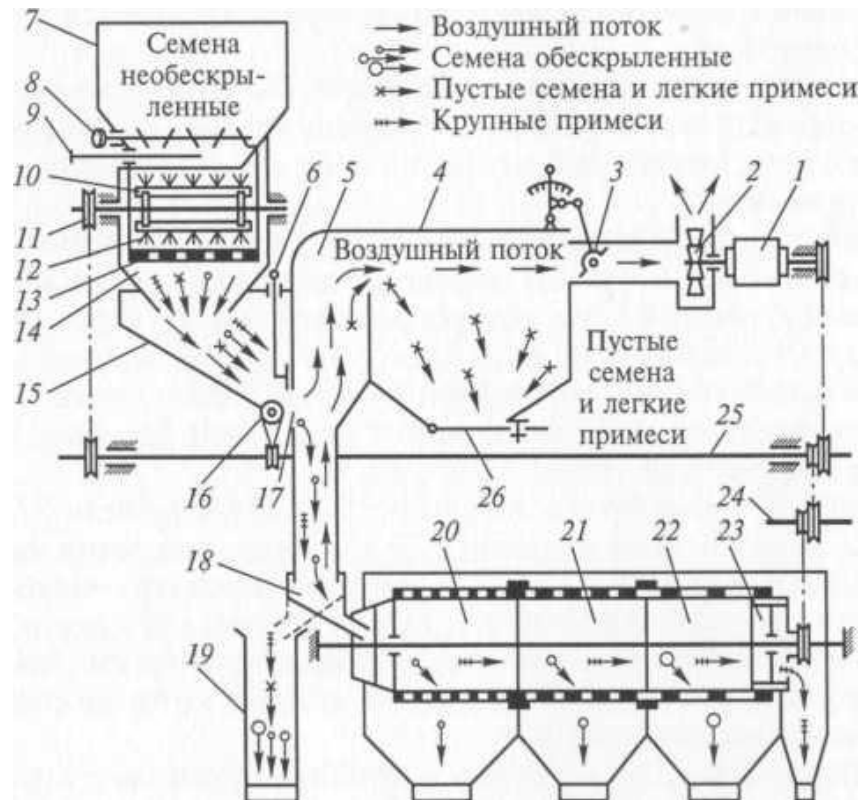 Воздушный поток
Семена обескрыленные
Пустые семена и легкие примеси
Крупные примеси
7
Семена
необескры-
ленные
8
9
10
11
12
13
14
15
16
17
6
5
4
3
2
1
Воздушный поток
Пустые
семена
и легкие
примеси
25
26
24
18
19
20
21
22
23